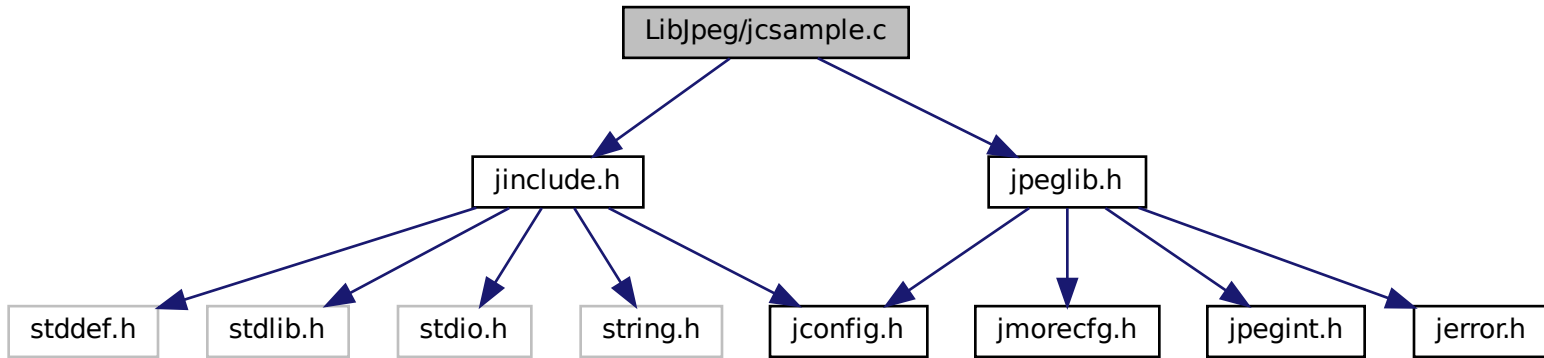 LibJpeg/jcsample.c
jinclude.h
jpeglib.h
stddef.h
stdlib.h
stdio.h
string.h
jconfig.h
jmorecfg.h
jpegint.h
jerror.h